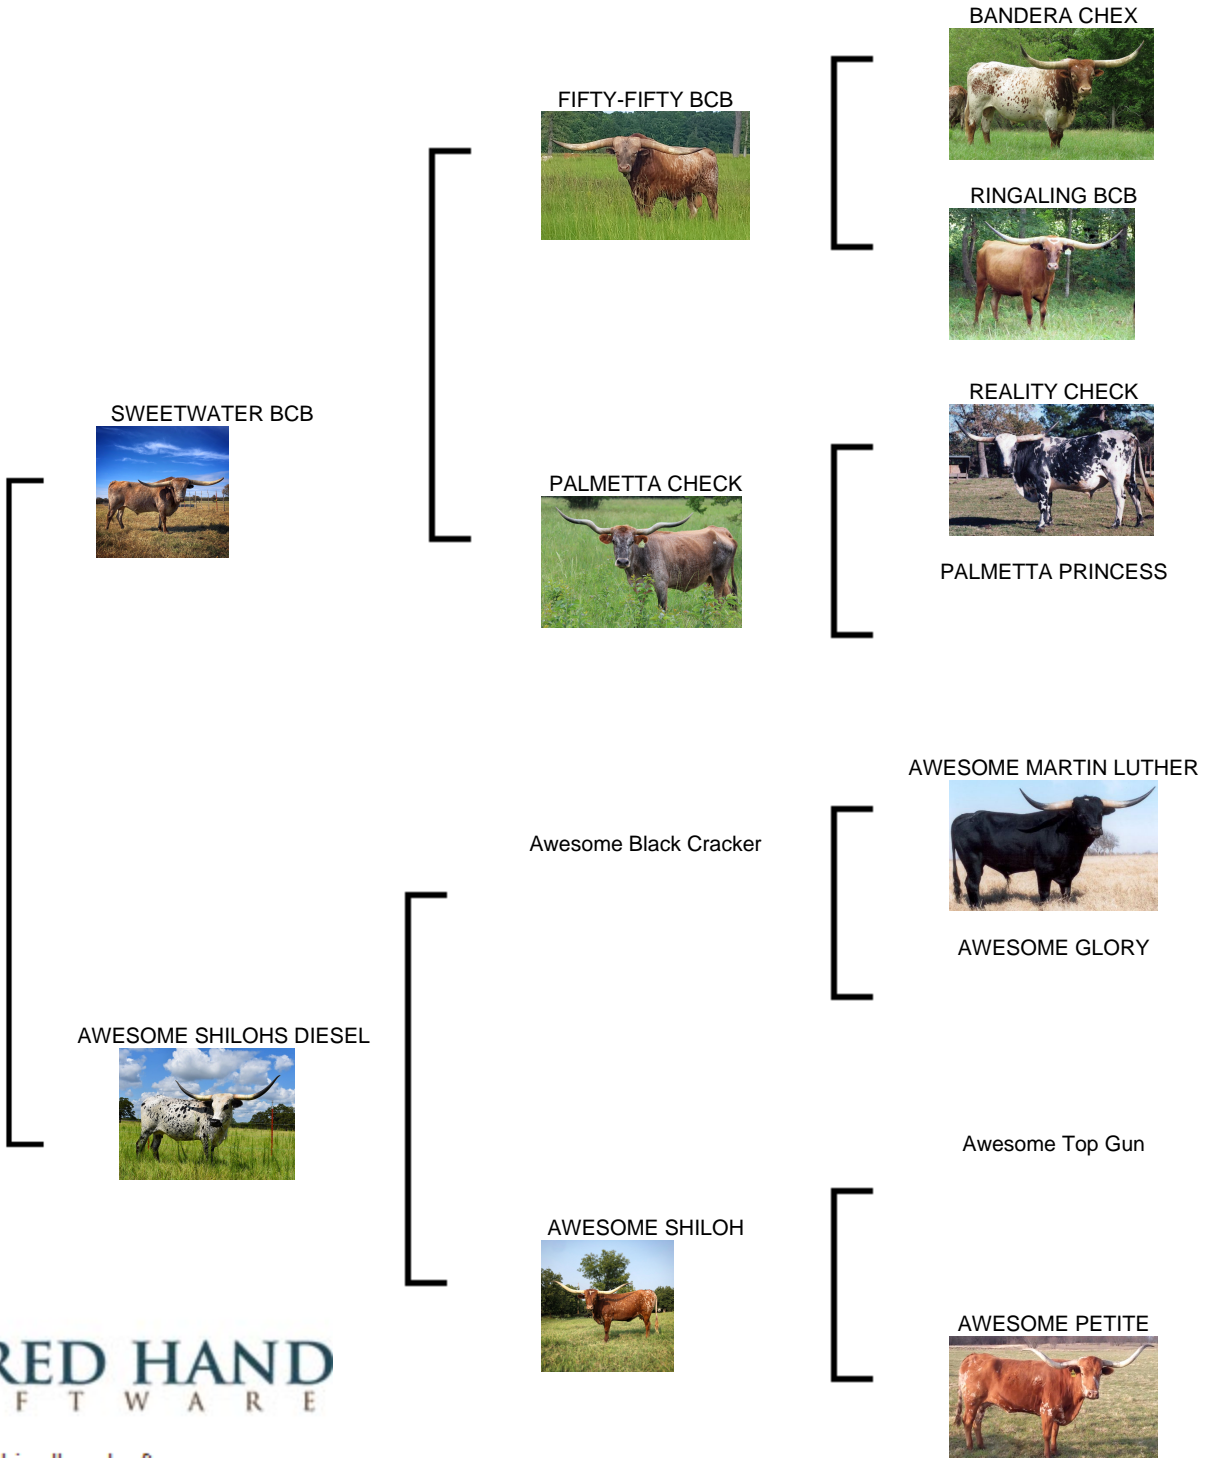 BANDERA CHEX
FIFTY-FIFTY BCB
RINGALING BCB
REALITY CHECK
SWEETWATER BCB
PALMETTA CHECK
PALMETTA PRINCESS
AWESOME MARTIN LUTHER
Awesome Black Cracker
AWESOME GLORY
AWESOME SHILOHS DIESEL
Awesome Top Gun
AWESOME SHILOH
AWESOME PETITE
RED HAND
F T W A R E